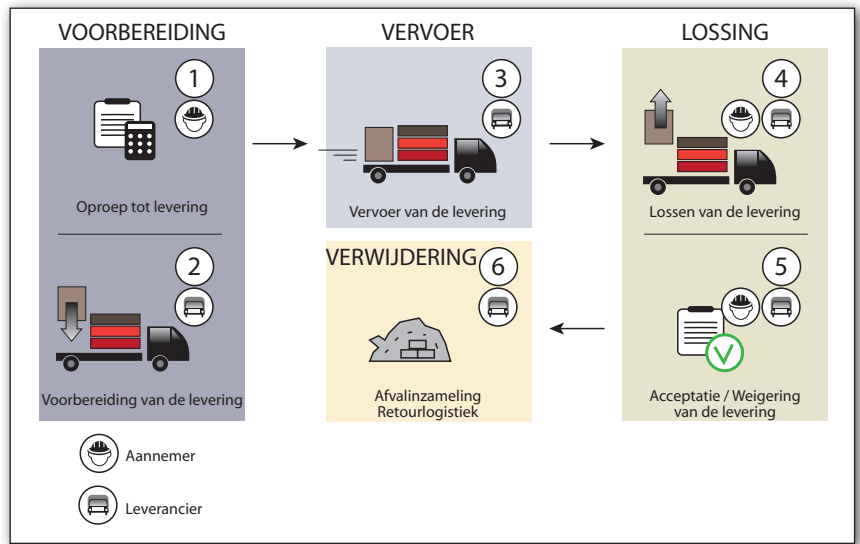 VOORBEREIDING
1
Oproep tot levering
2
Voorbereiding van de levering
VERVOER
3
Vervoer van de levering
LOSSING
4
Lossen van de levering
5
Acceptatie / Weigering
van de levering
VERWIJDERING
6
Afvalinzameling
Retourlogistiek
Aannemer
Leverancier